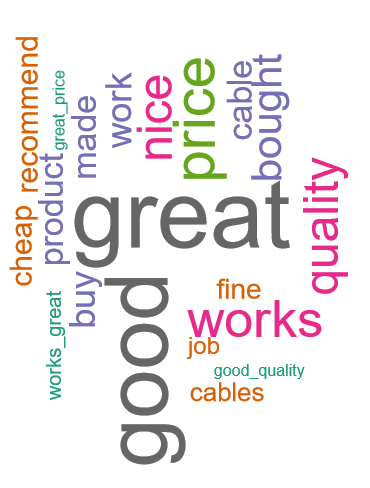 recommend
cheap
great_price
product
made
work
nice
price
cable
bought
great
quality
buy
works_great
good
fine
works
job
good_quality
cables